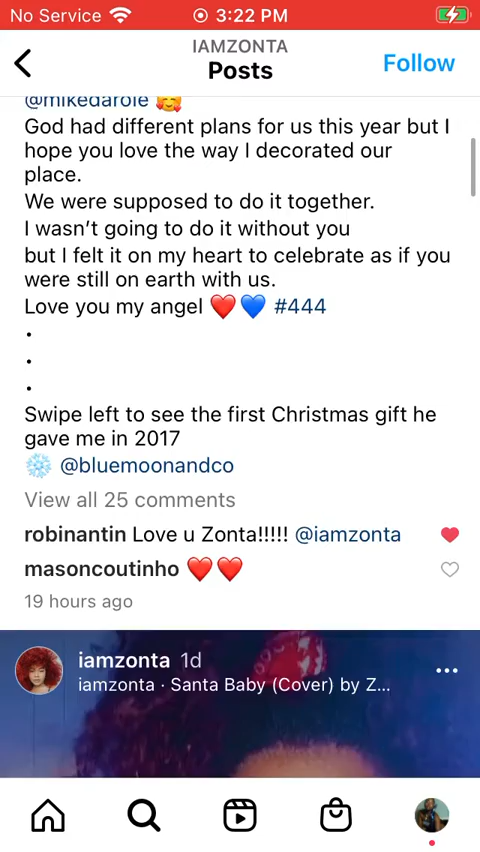 No Service 3:22 PM
IAMZONTA
Posts
Follow
@mikedarole 🥰
God had different plans for us this year but I
hope you love the way I decorated our
place.
We were supposed to do it together.
I wasn't going to do it without you
but I felt it on my heart to celebrate as if you
were still on earth with us.
Love you my angel ❤️💙 #444
.
.
.
Swipe left to see the first Christmas gift he
gave me in 2017
❄️ @bluemoonandco
View all 25 comments
robinantin Love u Zonta!!!!! @iamzonta
masoncoutinho ❤️❤️
19 hours ago
iamzonta 1d
iamzonta · Santa Baby (Cover) by Z...